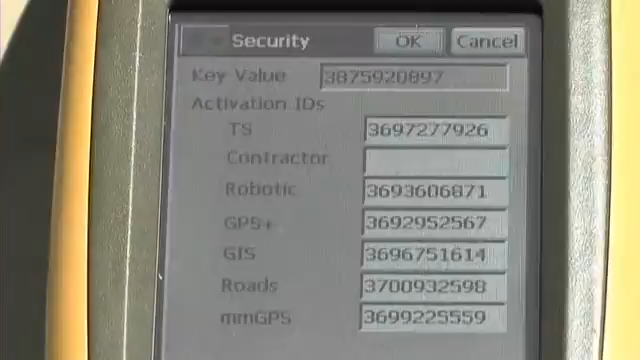 Security OK Cancel
Key Value 3875920897
Activation IDs
TS 3697277926
Contractor
Robotic 3693606871
GPS+ 3692952567
GIS 3696751614
Roads 3700932598
mmGPS 3699225559